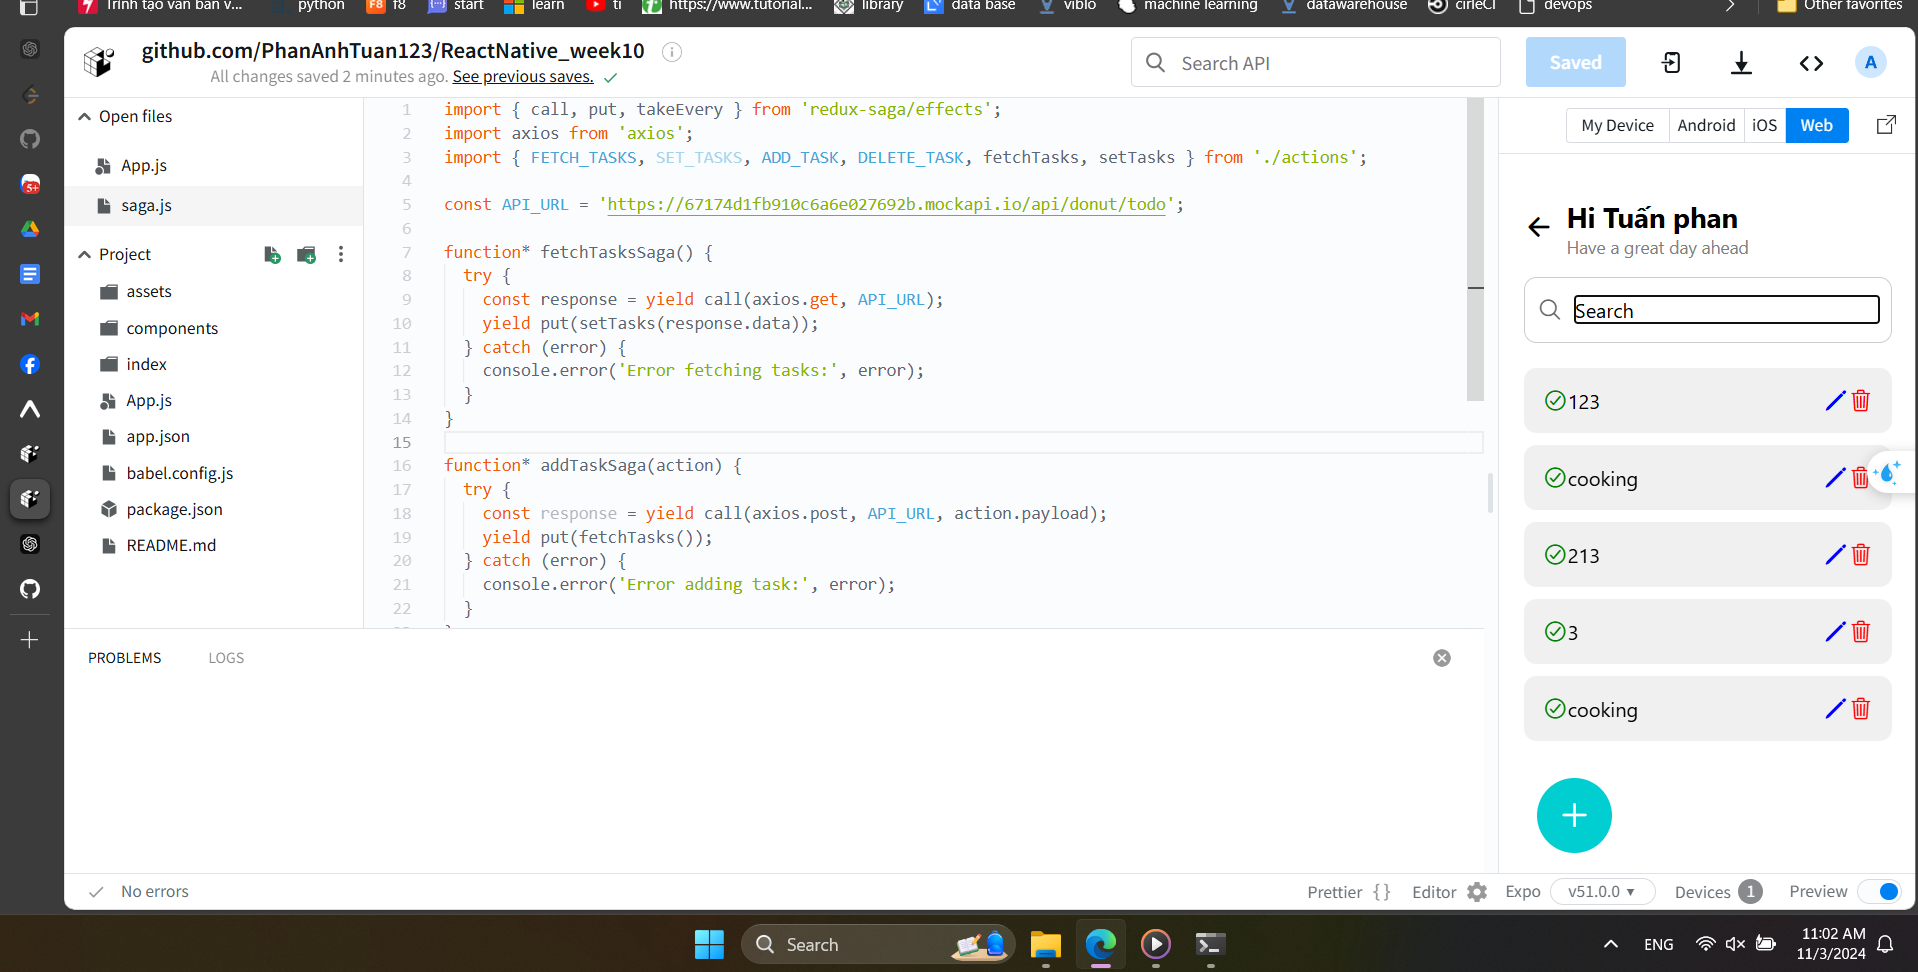 Trình tạo văn bản v... python F8 f8 start learn ti https://www.tutorial... library data base viblo machine learning datawarehouse cirleCI devops Other favorites
github.com/PhanAnhTuan123/ReactNative_week10
All changes saved 2 minutes ago. See previous saves.
Search API
Saved
A
Open files
App.js
saga.js
Project
assets
components
index
App.js
app.json
babel.config.js
package.json
README.md
1 import { call, put, takeEvery } from 'redux-saga/effects';
2 import axios from 'axios';
3 import { FETCH_TASKS, SET_TASKS, ADD_TASK, DELETE_TASK, fetchTasks, setTasks } from './actions';
4
5 const API_URL = 'https://67174d1fb910c6a6e027692b.mockapi.io/api/donut/todo';
6
7 function* fetchTasksSaga() {
8 try {
9 const response = yield call(axios.get, API_URL);
10 yield put(setTasks(response.data));
11 } catch (error) {
12 console.error('Error fetching tasks:', error);
13 }
14 }
15
16 function* addTaskSaga(action) {
17 try {
18 const response = yield call(axios.post, API_URL, action.payload);
19 yield put(fetchTasks());
20 } catch (error) {
21 console.error('Error adding task:', error);
22 }
My Device Android iOS Web
Hi Tuấn phan
Have a great day ahead
Search
123
cooking
213
3
cooking
+
PROBLEMS LOGS
No errors
Prettier { } Editor Expo v51.0.0 Devices 1 Preview
Search
ENG
11:02 AM
11/3/2024